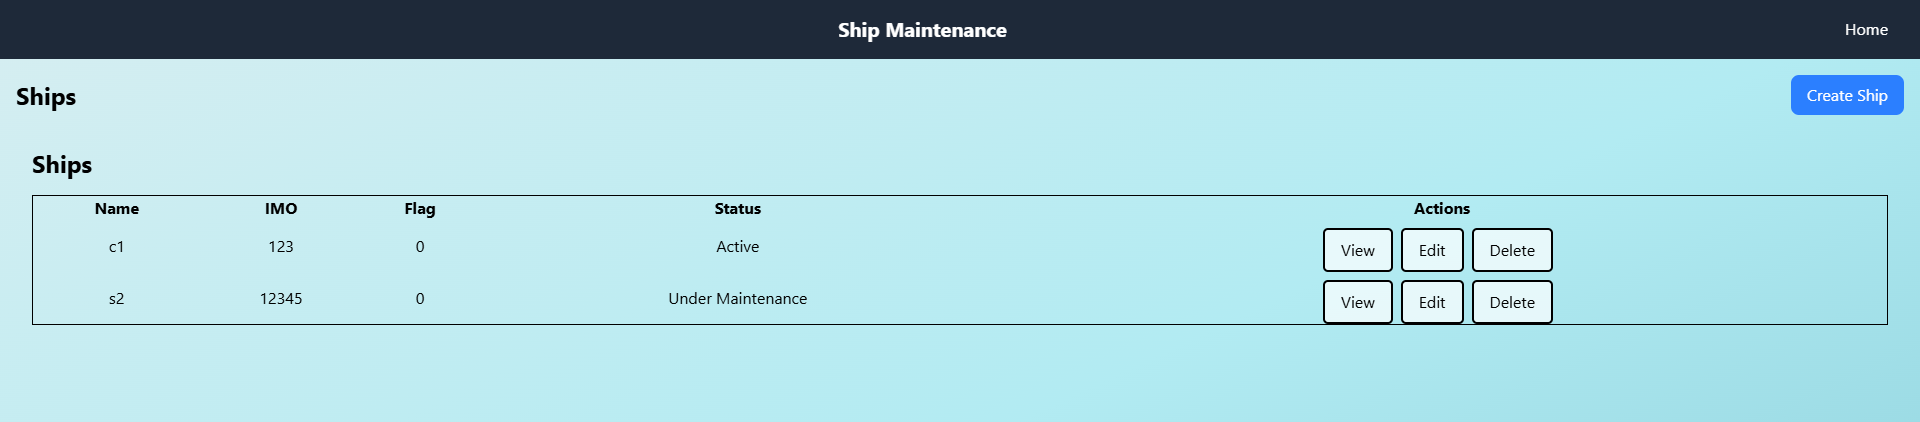 Ship Maintenance Home
Ships Create Ship
Ships
Name IMO Flag Status Actions
c1 123 0 Active View Edit Delete
s2 12345 0 Under Maintenance View Edit Delete